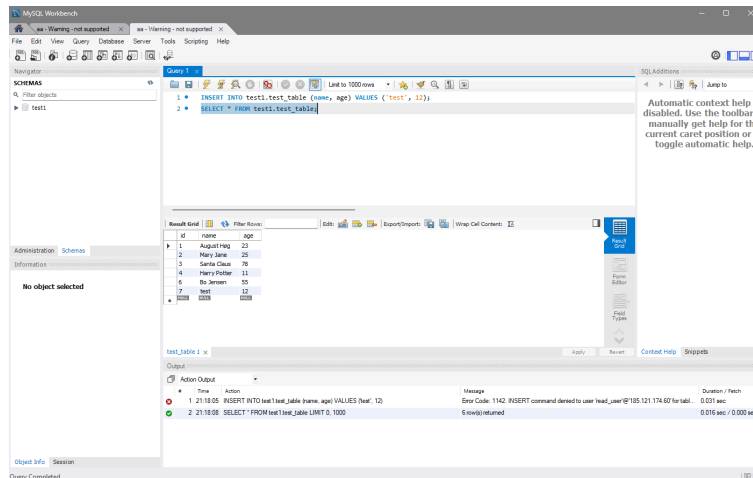 MySQL Workbench
aa - Warning - not supported ×
aa - Warning - not supported ×
File Edit View Query Database Server Tools Scripting Help
Navigator
SCHEMAS
Filter objects
test1
Administration Schemas
Information
No object selected
Object Info Session
Query Completed
Query 1 ×
Limit to 1000 rows
1 INSERT INTO test1.test_table (name, age) VALUES ('test', 12);
2 SELECT * FROM test1.test_table;
Result Grid Filter Rows: Edit: Export/Import: Wrap Cell Content:
id name age
1 August Høg 23
2 Mary Jane 25
3 Santa Claus 78
4 Harry Potter 11
6 Bo Jensen 55
7 test 12
NULL NULL NULL
Result Grid
Form Editor
Field Types
test_table 1 ×
Apply Revert
SQLAdditions
Jump to
Automatic context help
disabled. Use the toolbar
manually get help for th
current caret position or
toggle automatic help.
Context Help Snippets
Output
Action Output
# Time Action Message Duration / Fetch
1 21:18:05 INSERT INTO test1.test_table (name, age) VALUES ('test', 12) Error Code: 1142. INSERT command denied to user 'read_user'@'185.121.174.60' for tabl... 0.031 sec
2 21:18:08 SELECT * FROM test1.test_table LIMIT 0, 1000 6 row(s) returned 0.016 sec / 0.000 se